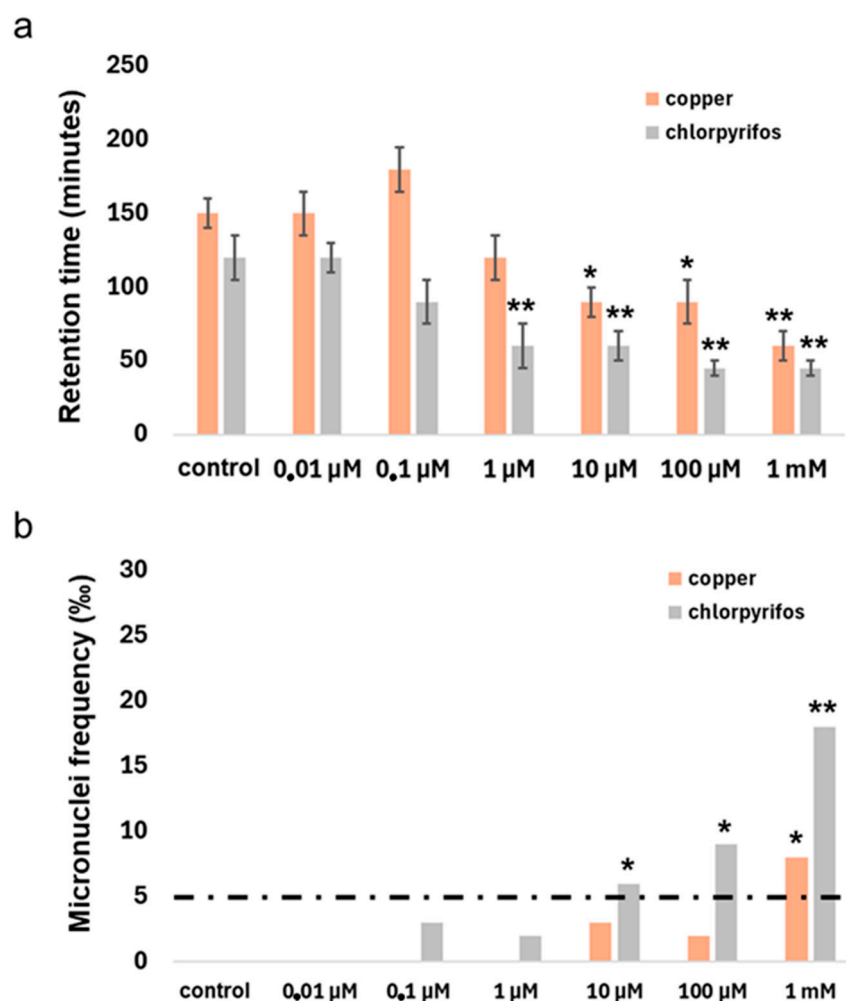 a
250
200
150
100
50
0
Retention time (minutes)
copper
chlorpyrifos
*
*
**
**
**
**
**
control 0.01 µM 0.1 µM 1 µM 10 µM 100 µM 1 mM
b
30
25
20
15
10
5
0
Micronuclei frequency (‰)
copper
chlorpyrifos
**
*
*
*
control 0.01 µM 0.1 µM 1 µM 10 µM 100 µM 1 mM